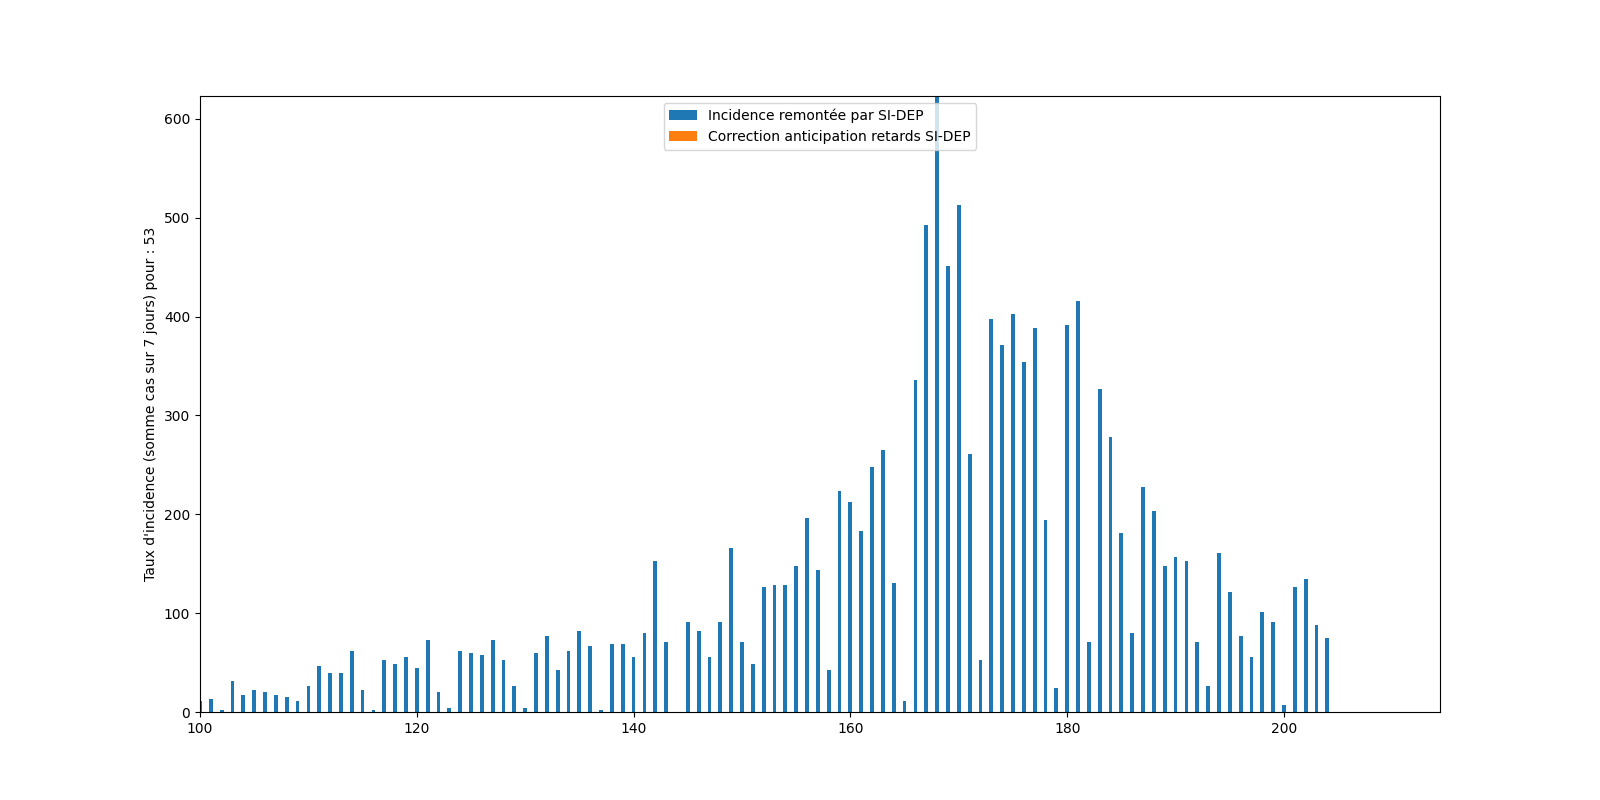 Incidence remontée par SI-DEP
Correction anticipation retards SI-DEP
Taux d'incidence (somme cas sur 7 jours) pour : 53
600
500
400
300
200
100
0
100 120 140 160 180 200